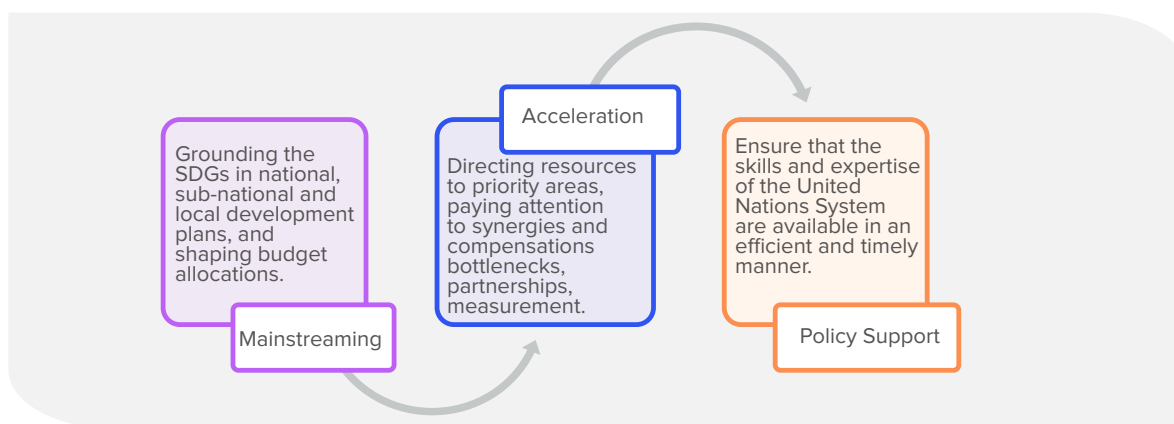 Grounding the
SDGs in national,
sub-national and
local development
plans, and
shaping budget
allocations.
Mainstreaming
Acceleration
Directing resources
to priority areas,
paying attention
to synergies and
compensations
bottlenecks,
partnerships,
measurement.
Ensure that the
skills and expertise
of the United
Nations System
are available in an
efficient and timely
manner.
Policy Support